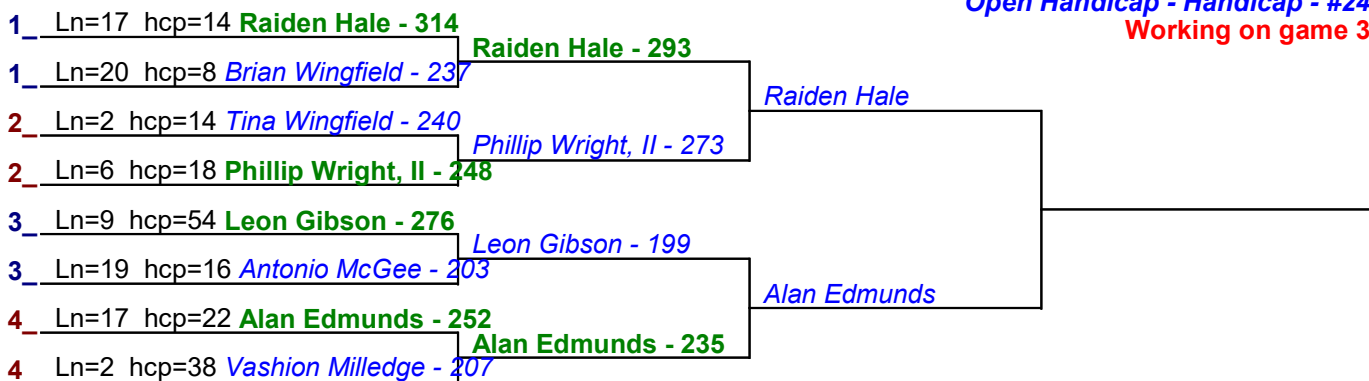 Open Handicap - Handicap - #24
Working on game 3
1_ Ln=17 hcp=14 Raiden Hale - 314
Raiden Hale - 293
1_ Ln=20 hcp=8 Brian Wingfield - 237
Raiden Hale
2_ Ln=2 hcp=14 Tina Wingfield - 240
Phillip Wright, II - 273
2_ Ln=6 hcp=18 Phillip Wright, II - 248
3_ Ln=9 hcp=54 Leon Gibson - 276
Leon Gibson - 199
3_ Ln=19 hcp=16 Antonio McGee - 203
Alan Edmunds
4_ Ln=17 hcp=22 Alan Edmunds - 252
Alan Edmunds - 235
4 Ln=2 hcp=38 Vashion Milledge - 207